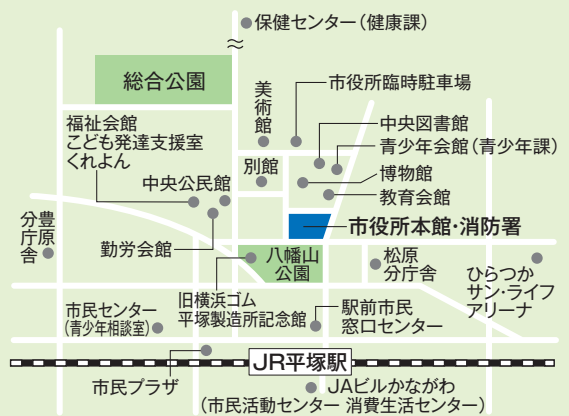 保健センター(健康課)
総合公園
美術館
市役所臨時駐車場
福祉会館
こども発達支援室
くれよん
中央図書館
青少年会館(青少年課)
別館
博物館
中央公民館
教育会館
市役所本館・消防署
豊原分庁舎
勤労会館
八幡山
公園
松原
分庁舎
ひらつか
サン・ライフ
アリーナ
旧横浜ゴム
平塚製造所記念館
市民センター
(青少年相談室)
駅前市民
窓口センター
JR平塚駅
市民プラザ
JAビルかながわ
(市民活動センター 消費生活センター)